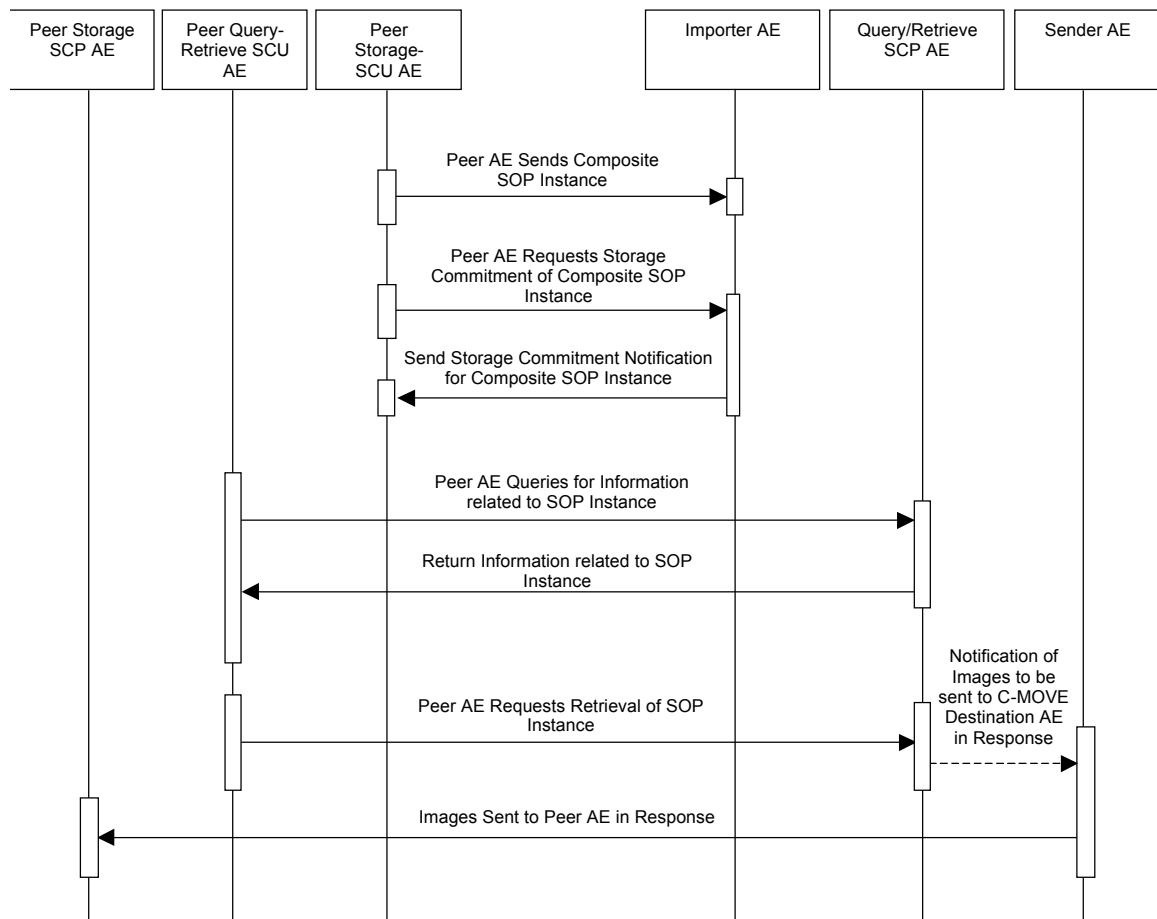 Peer Storage
SCP AE
Peer Query-
Retrieve SCU
AE
Peer
Storage-
SCU AE
Importer AE
Query/Retrieve
SCP AE
Sender AE
Peer AE Sends Composite
SOP Instance
Peer AE Requests Storage
Commitment of Composite SOP
Instance
Send Storage Commitment Notification
for Composite SOP Instance
Peer AE Queries for Information
related to SOP Instance
Return Information related to SOP
Instance
Notification of
Images to be
sent to C-MOVE
Destination AE
in Response
Peer AE Requests Retrieval of SOP
Instance
Images Sent to Peer AE in Response